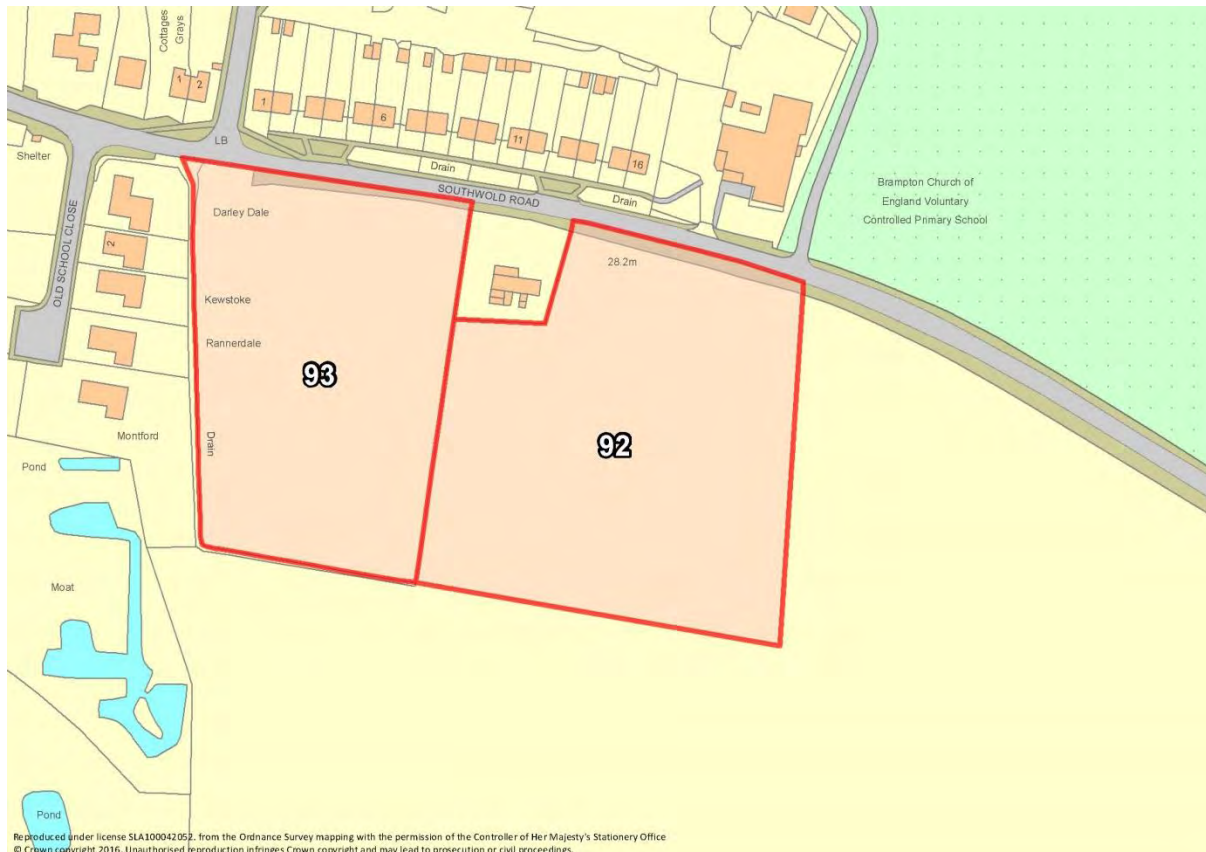 Cottages
Grays
1
2
1
6
11
16
LB
Shelter
Drain
SOUTHWOLD ROAD
Drain
Brampton Church of
England Voluntary
Controlled Primary School
Darley Dale
2
OLD SCHOOL CLOSE
28.2m
Kewstoke
Rannerdale
93
92
Montford
Drain
Pond
Moat
Pond
Reproduced under license SLA100042052. from the Ordnance Survey mapping with the permission of the Controller of Her Majesty's Stationery Office
© Crown copyright 2016. Unauthorised reproduction infringes Crown copyright and may lead to prosecution or civil proceedings.